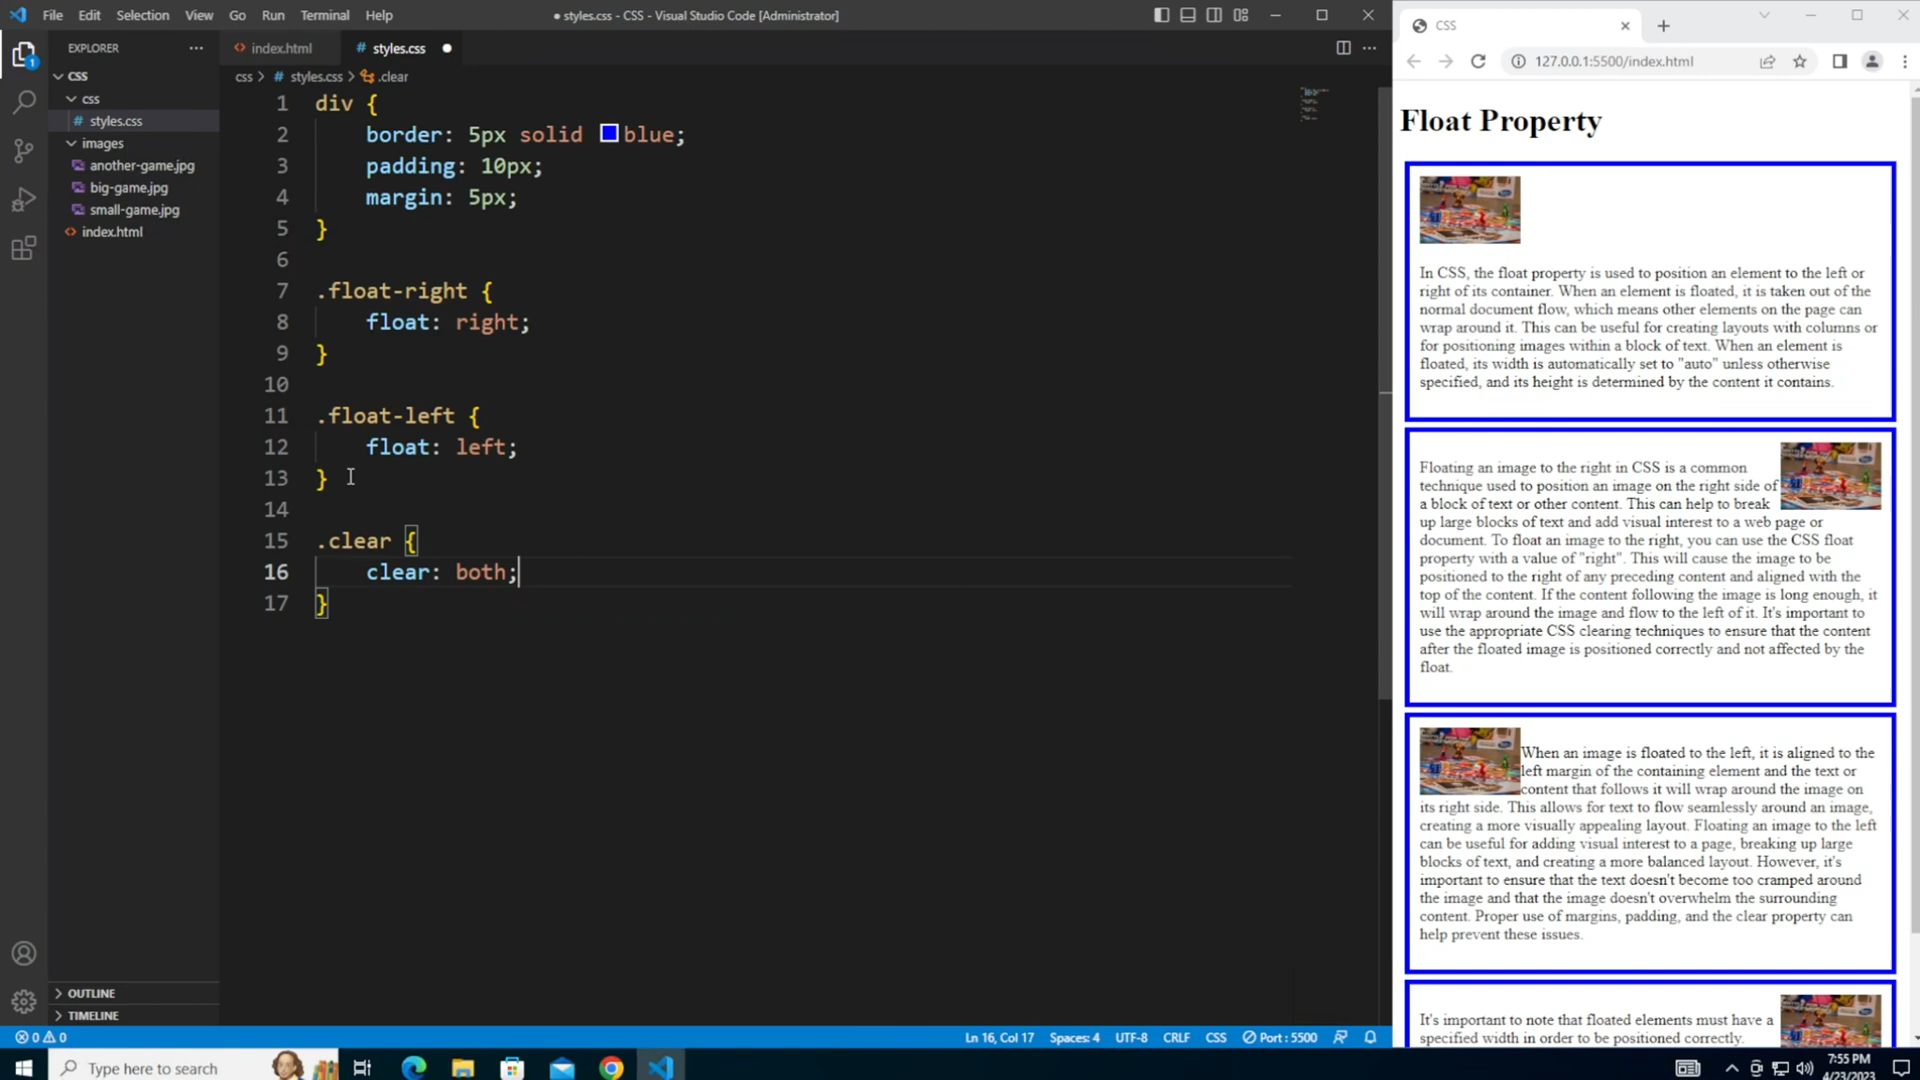 File Edit Selection View Go Run Terminal Help
● styles.css - CSS - Visual Studio Code [Administrator]
EXPLORER
CSS
css
# styles.css
images
another-game.jpg
big-game.jpg
small-game.jpg
<> index.html
OUTLINE
TIMELINE
<> index.html # styles.css ●
css > # styles.css > .clear
1 div {
2 border: 5px solid blue;
3 padding: 10px;
4 margin: 5px;
5 }
6
7 .float-right {
8 float: right;
9 }
10
11 .float-left {
12 float: left;
13 }
14
15 .clear {
16 clear: both;
17 }
CSS
127.0.0.1:5500/index.html
Float Property
In CSS, the float property is used to position an element to the left or
right of its container. When an element is floated, it is taken out of the
normal document flow, which means other elements on the page can
wrap around it. This can be useful for creating layouts with columns or
for positioning images within a block of text. When an element is
floated, its width is automatically set to "auto" unless otherwise
specified, and its height is determined by the content it contains.
Floating an image to the right in CSS is a common
technique used to position an image on the right side of
a block of text or other content. This can help to break
up large blocks of text and add visual interest to a web page or
document. To float an image to the right, you can use the CSS float
property with a value of "right". This will cause the image to be
positioned to the right of any preceding content and aligned with the
top of the content. If the content following the image is long enough, it
will wrap around the image and flow to the left of it. It's important to
use the appropriate CSS clearing techniques to ensure that the content
after the floated image is positioned correctly and not affected by the
float.
When an image is floated to the left, it is aligned to the
left margin of the containing element and the text or
content that follows it will wrap around the image on
its right side. This allows for text to flow seamlessly around an image,
creating a more visually appealing layout. Floating an image to the left
can be useful for adding visual interest to a page, breaking up large
blocks of text, and creating a more balanced layout. However, it's
important to ensure that the text doesn't become too cramped around
the image and that the image doesn't overwhelm the surrounding
content. Proper use of margins, padding, and the clear property can
help prevent these issues.
It's important to note that floated elements must have a
specified width in order to be positioned correctly.
0 0 Ln 16, Col 17 Spaces: 4 UTF-8 CRLF CSS Port : 5500
Type here to search
7:55 PM
4/23/2023